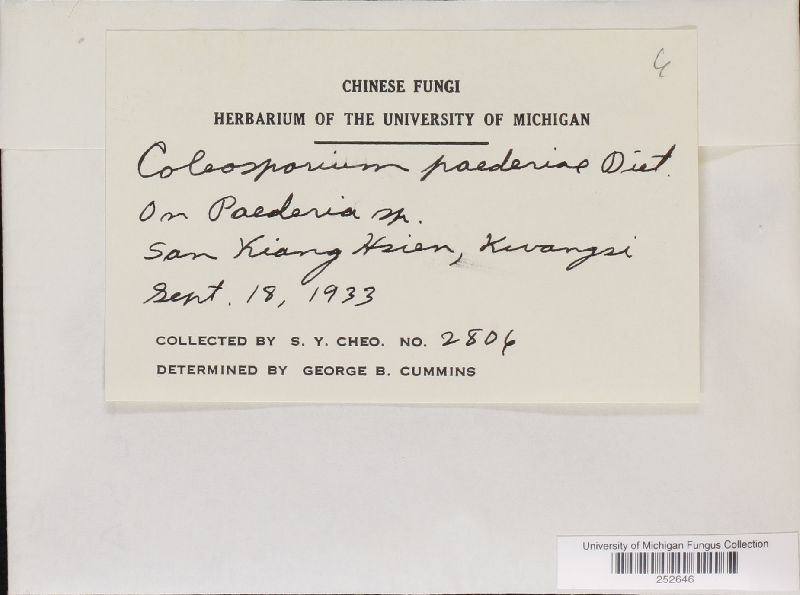 CHINESE FUNGI
HERBARIUM OF THE UNIVERSITY OF MICHIGAN
Coleosporium paederiae Diet.
On Paederia sp.
San Kiang Hsien, Kwangsi
Sept. 18, 1933
COLLECTED BY S. Y. CHEO. NO. 2806
DETERMINED BY GEORGE B. CUMMINS
University of Michigan Fungus Collection
252646